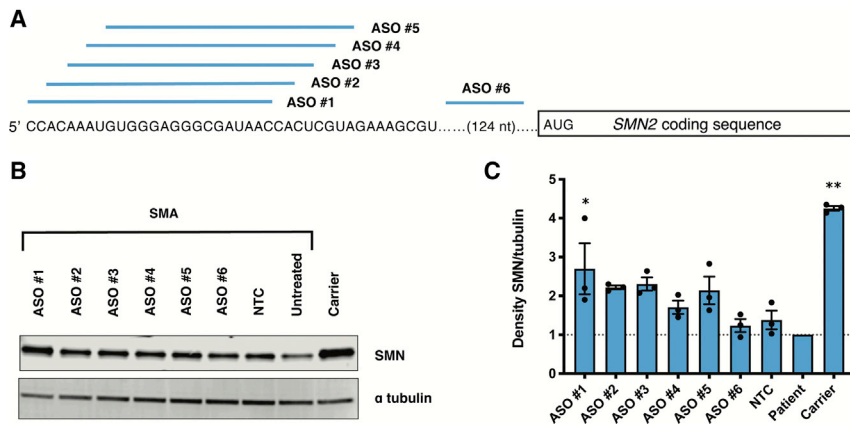 A
ASO #5
ASO #4
ASO #3
ASO #2
ASO #1
ASO #6
5' CCACAAAUGUGGGAGGGCGAUAACCACUCGUAGAAAGCGU......(124 nt).....
AUG SMN2 coding sequence
B
SMA
ASO #1
ASO #2
ASO #3
ASO #4
ASO #5
ASO #6
NTC
Untreated
Carrier
SMN
α tubulin
C
Density SMN/tubulin
5
4
3
2
1
0
*
**
ASO #1
ASO #2
ASO #3
ASO #4
ASO #5
ASO #6
NTC
Patient
Carrier